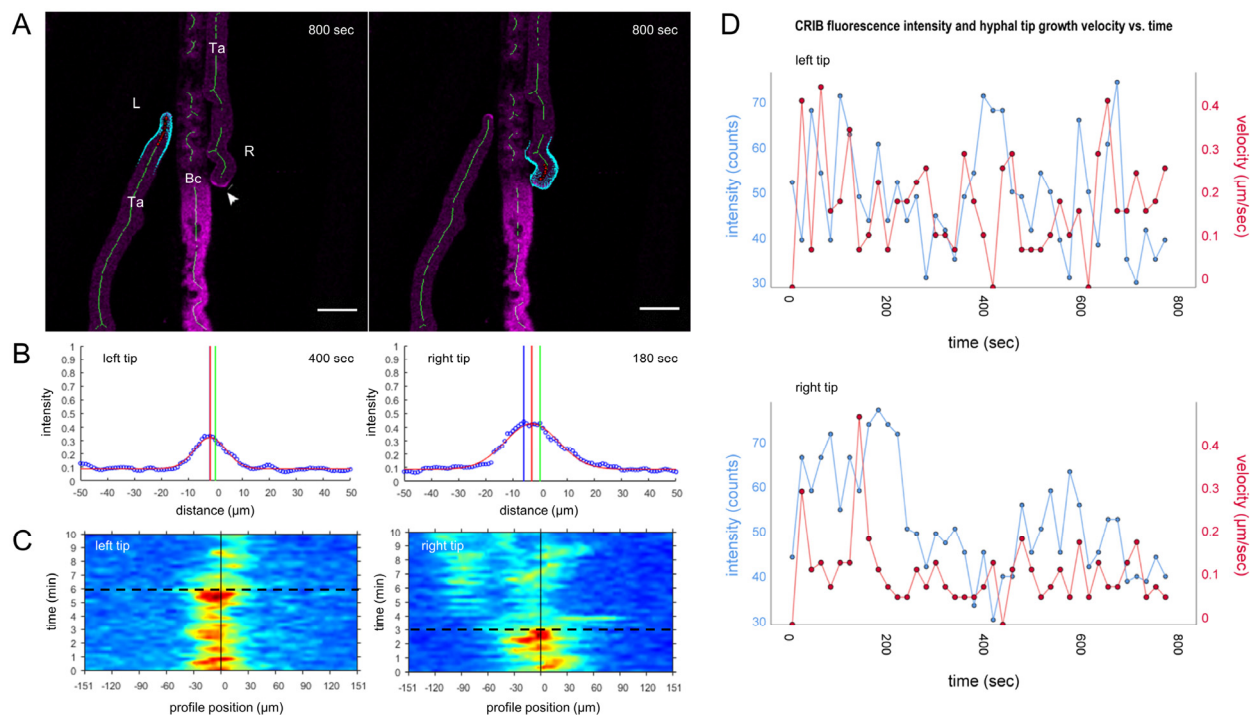 A
800 sec
800 sec
Ta
L
R
Bc
Ta
B
left tip
400 sec
right tip
180 sec
intensity
1
0.9
0.8
0.7
0.6
0.5
0.4
0.3
0.2
0.1
0
-50 -40 -30 -20 -10 0 10 20 30 40 50
distance (µm)
intensity
1
0.9
0.8
0.7
0.6
0.5
0.4
0.3
0.2
0.1
0
-50 -40 -30 -20 -10 0 10 20 30 40 50
distance (µm)
C
left tip
time (min)
10
9
8
7
6
5
4
3
2
1
0
-151 -120 -90 -60 -30 0 30 60 90 120 151
profile position (µm)
right tip
time (min)
10
9
8
7
6
5
4
3
2
1
0
-151 -120 -90 -60 -30 0 30 60 90 120 151
profile position (µm)
D
CRIB fluorescence intensity and hyphal tip growth velocity vs. time
left tip
intensity (counts)
70
60
50
40
30
velocity (µm/sec)
0.4
0.3
0.2
0.1
0
0 200 400 600 800
time (sec)
right tip
intensity (counts)
70
60
50
40
30
velocity (µm/sec)
0.4
0.3
0.2
0.1
0
0 200 400 600 800
time (sec)